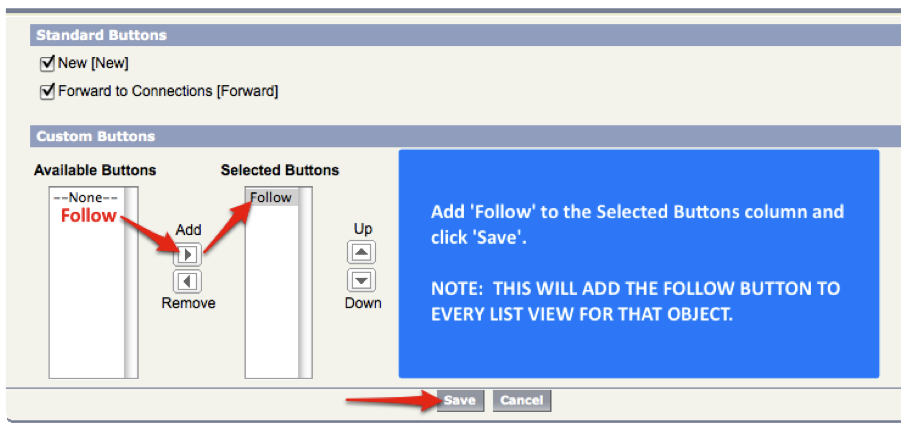 Standard Buttons
New [New]
Forward to Connections [Forward]
Custom Buttons
Available Buttons
Selected Buttons
--None--
Follow
Add
Remove
Follow
Up
Down
Add 'Follow' to the Selected Buttons column and
click 'Save'.
NOTE: THIS WILL ADD THE FOLLOW BUTTON TO
EVERY LIST VIEW FOR THAT OBJECT.
Save
Cancel